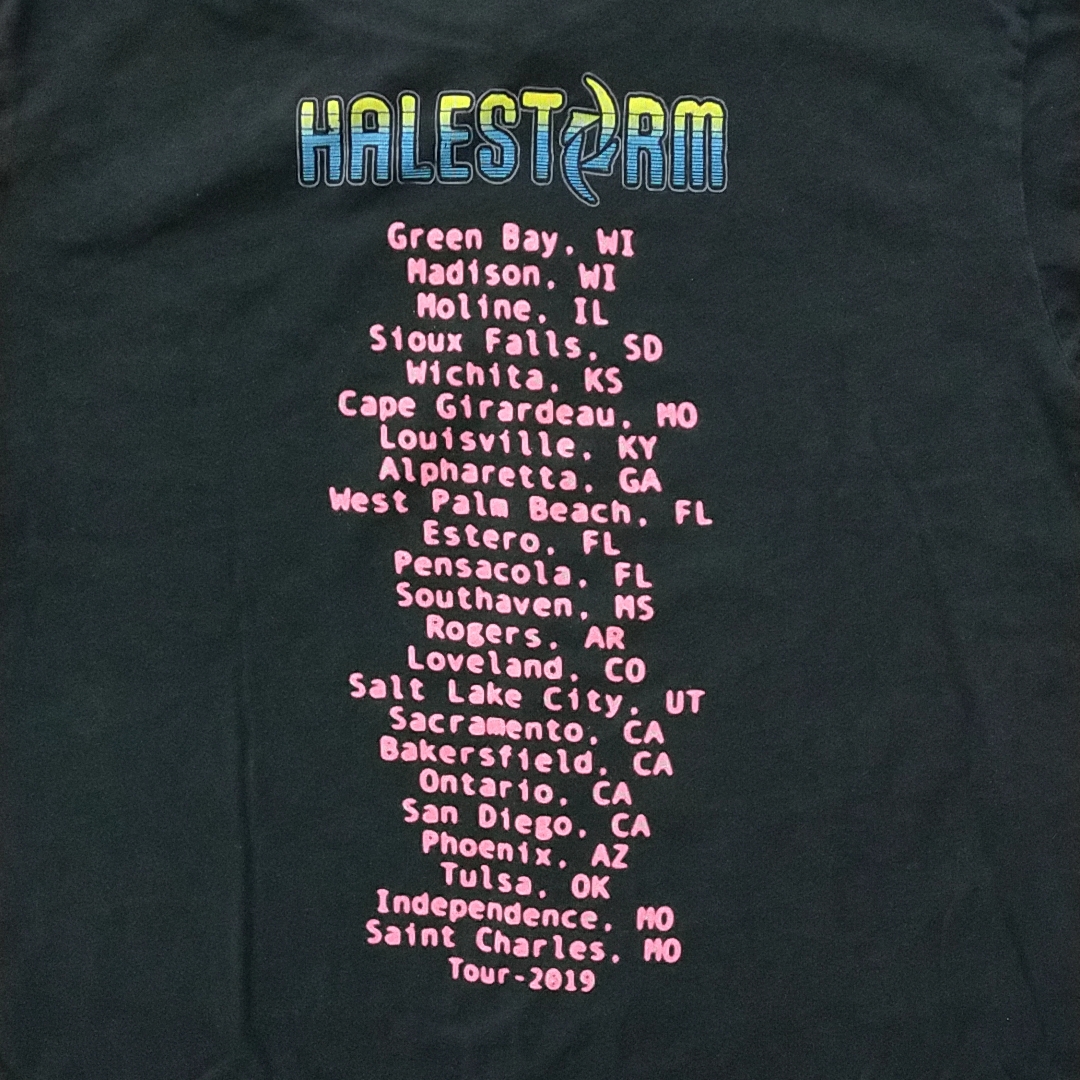 HALESTORM
Green Bay, WI
Madison, WI
Moline, IL
Sioux Falls, SD
Wichita, KS
Cape Girardeau, MO
Louisville, KY
Alpharetta, GA
West Palm Beach, FL
Estero, FL
Pensacola, FL
Southaven, MS
Rogers, AR
Loveland, CO
Salt Lake City, UT
Sacramento, CA
Bakersfield, CA
Ontario, CA
San Diego, CA
Phoenix, AZ
Tulsa, OK
Independence, MO
Saint Charles, MO
Tour-2019